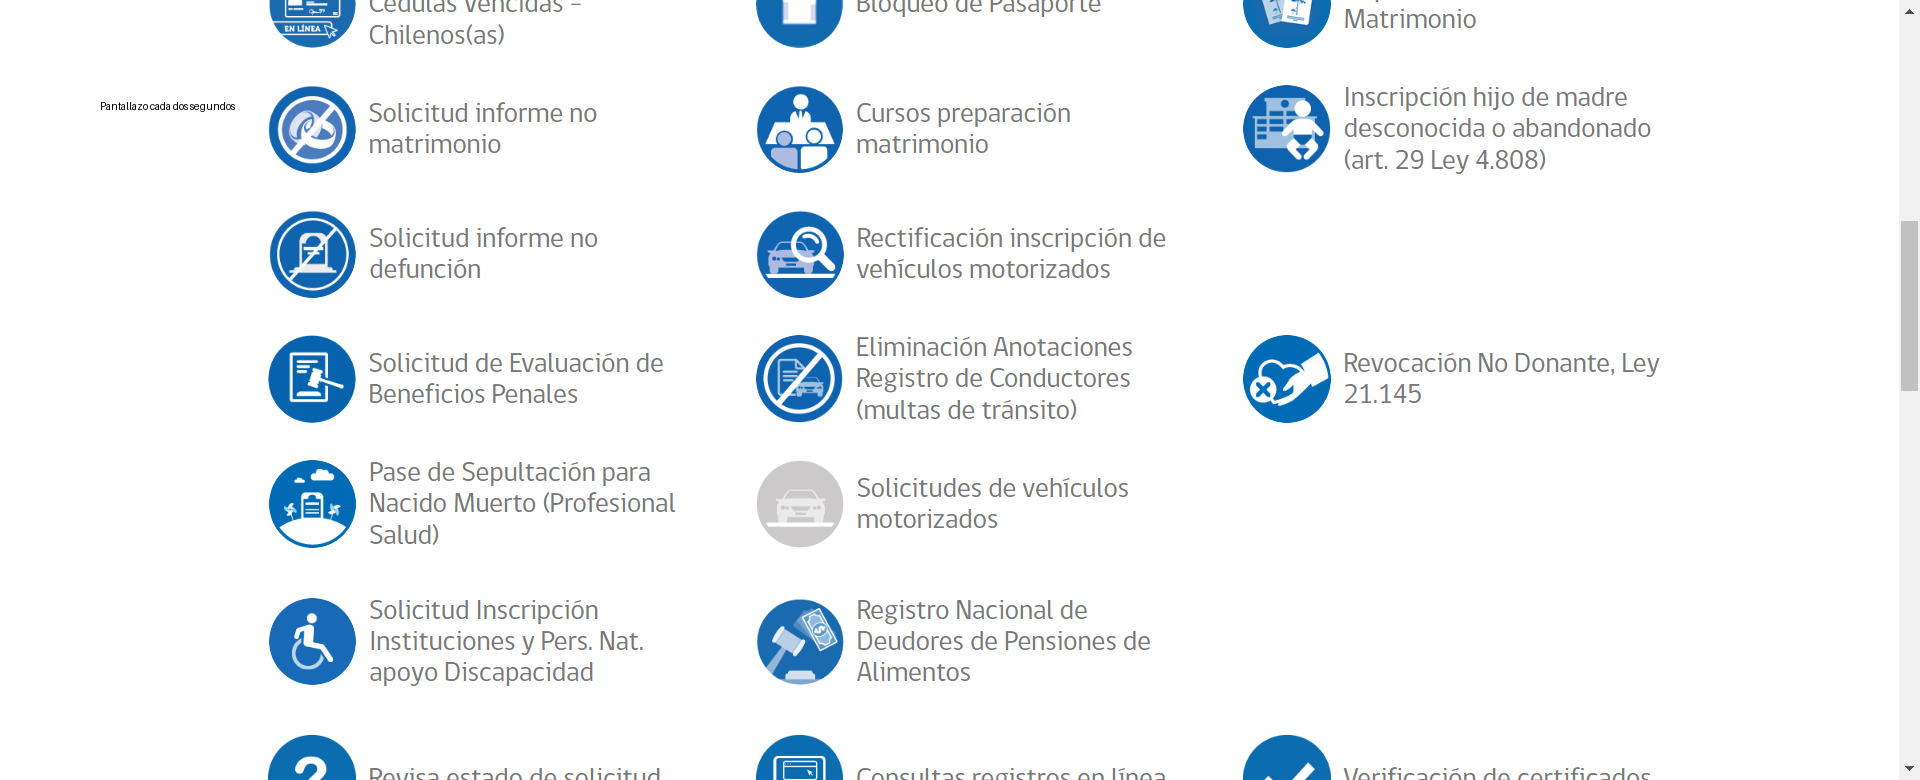 Cédulas Vencidas -
Chilenos(as)
EN LÍNEA
Bloqueo de Pasaporte
Matrimonio
Pantallazo cada dos segundos
Solicitud informe no
matrimonio
Cursos preparación
matrimonio
Inscripción hijo de madre
desconocida o abandonado
(art. 29 Ley 4.808)
Solicitud informe no
defunción
Rectificación inscripción de
vehículos motorizados
Solicitud de Evaluación de
Beneficios Penales
Eliminación Anotaciones
Registro de Conductores
(multas de tránsito)
Revocación No Donante, Ley
21.145
Pase de Sepultación para
Nacido Muerto (Profesional
Salud)
Solicitudes de vehículos
motorizados
Solicitud Inscripción
Instituciones y Pers. Nat.
apoyo Discapacidad
Registro Nacional de
Deudores de Pensiones de
Alimentos
?
Revisa estado de solicitud
Consultas registros en línea
Verificación de certificados